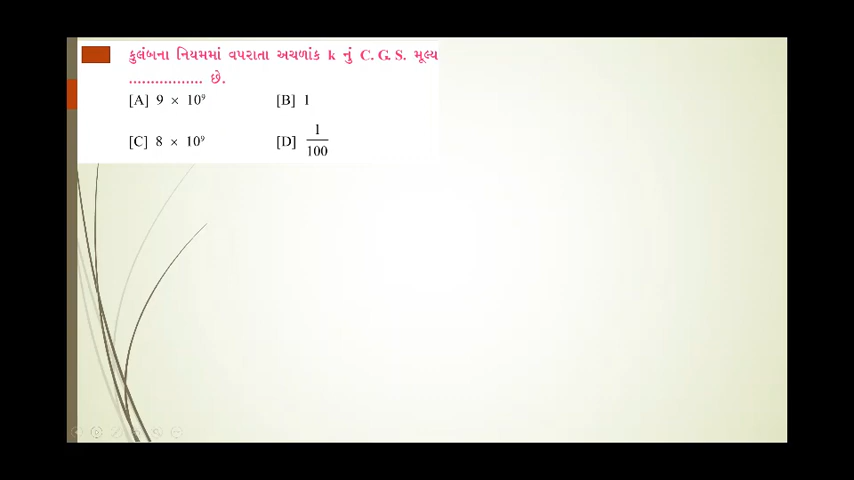 કુલંબના નિયમમાં વપરાતા અચળાંક k નું C. G. S. મૂલ્ય
................. છે.
[A] 9 × 10⁹ [B] 1
[C] 8 × 10⁹ [D] 1/100